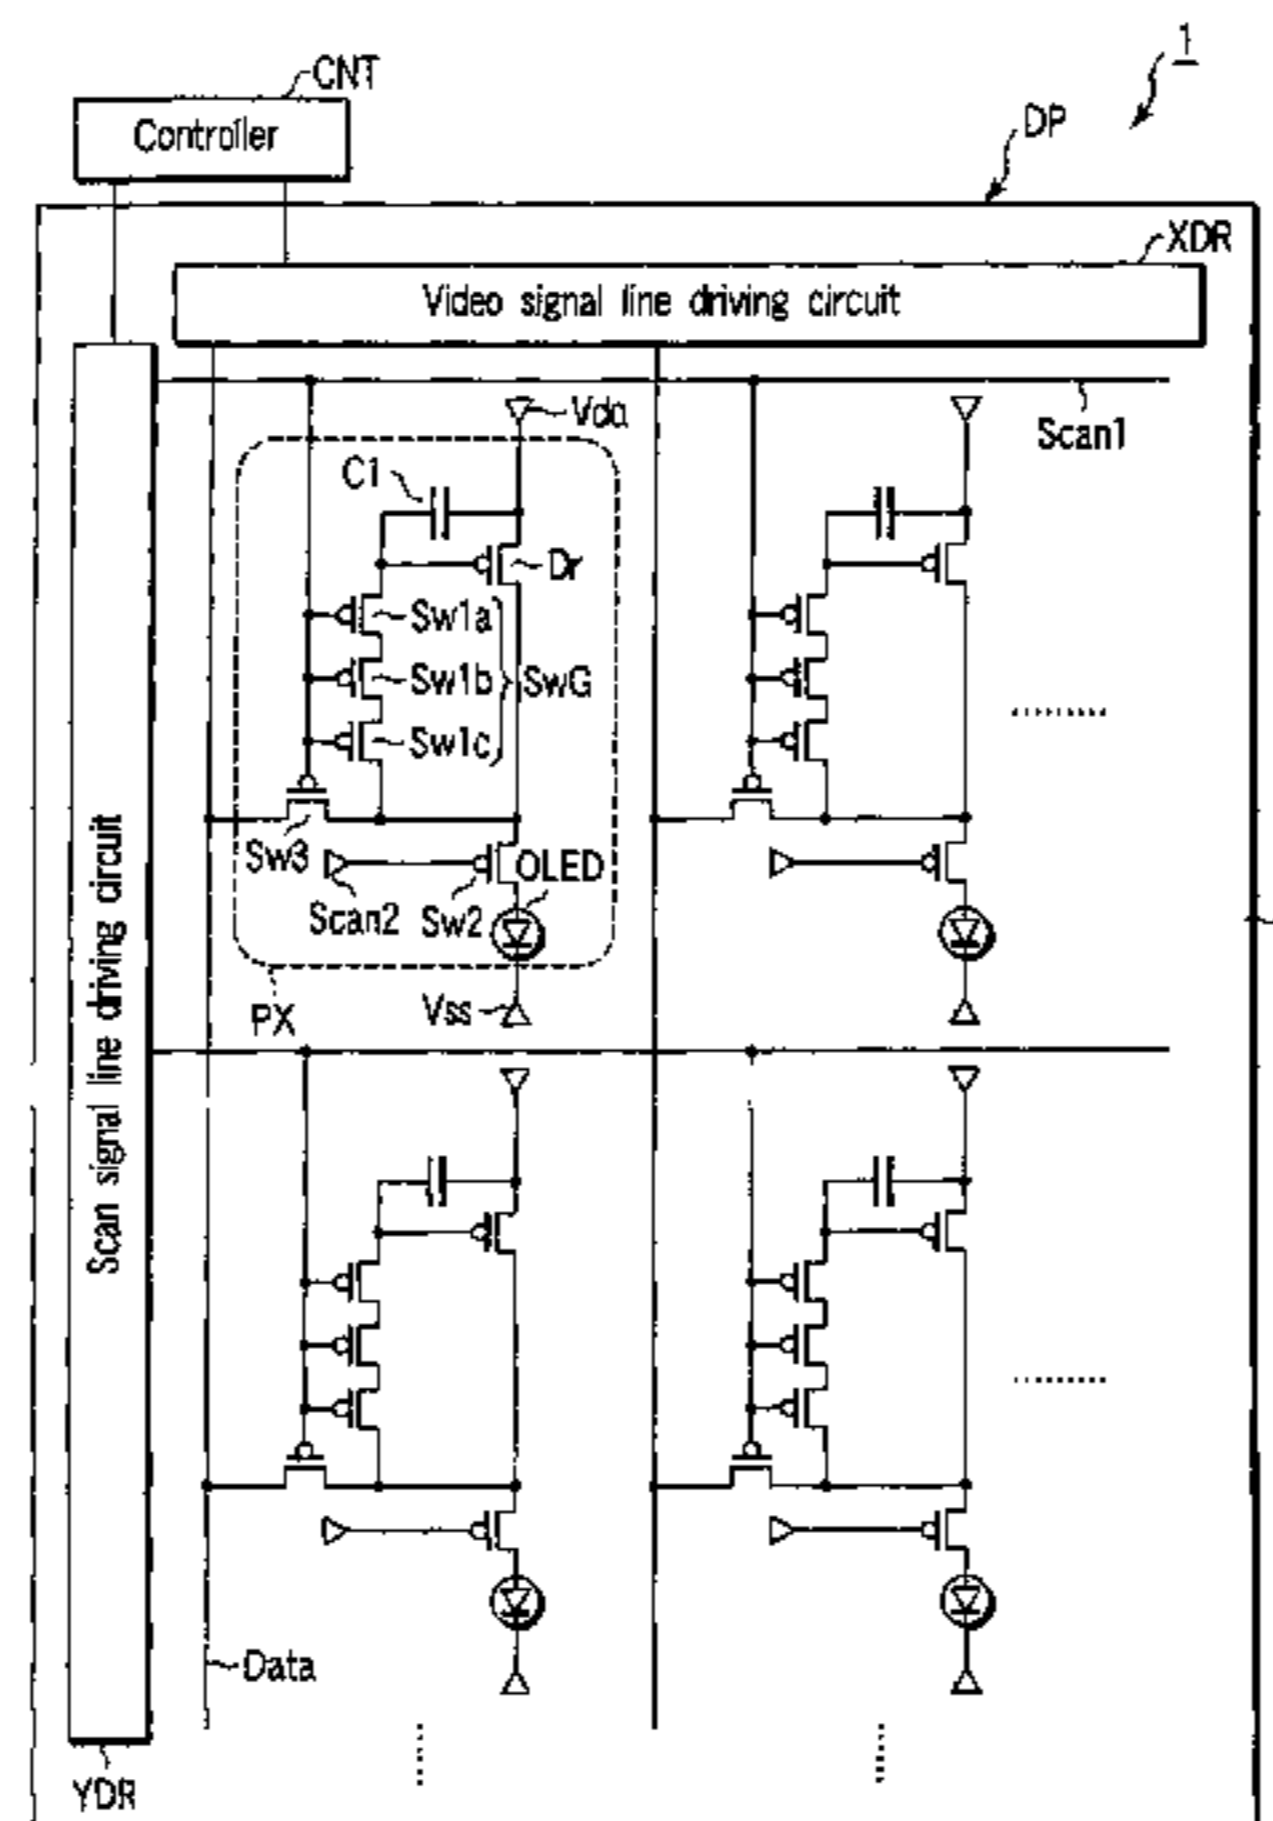 1
CNT
Controller
DP
XDR
Video signal line driving circuit
Vdd
Scan1
C1
Dr
Sw1a
Sw1b
SwG
Sw1c
Sw3
OLED
Scan2
Sw2
PX
Vss
Scan signal line driving circuit
Data
YDR